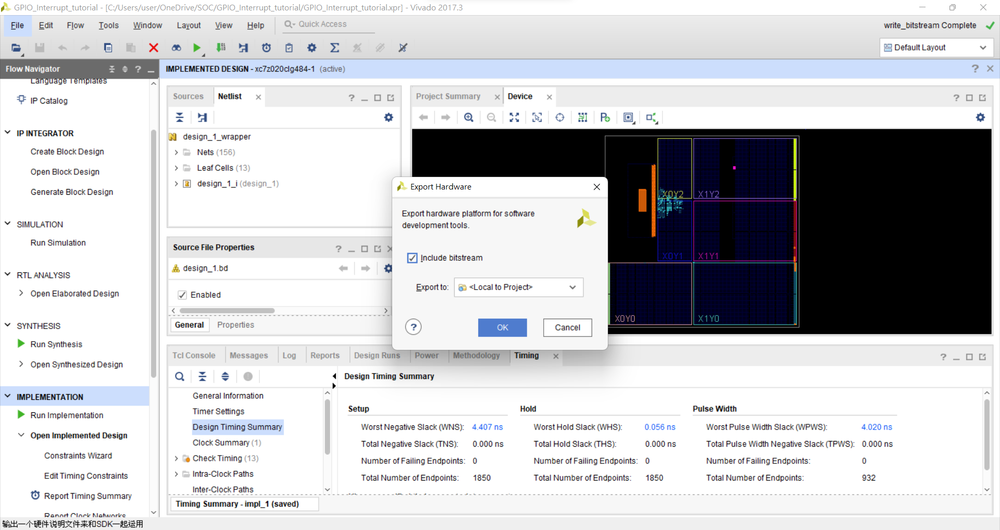 GPIO_Interrupt_tutorial - [C:/Users/user/OneDrive/SOC/GPIO_Interrupt_tutorial/GPIO_Interrupt_tutorial.xpr] - Vivado 2017.3
File Edit Flow Tools Window Layout View Help Quick Access
write_bitstream Complete
Default Layout
Flow Navigator
IMPLEMENTED DESIGN - xc7z020clg484-1 (active)
Language Templates
IP Catalog
IP INTEGRATOR
Create Block Design
Open Block Design
Generate Block Design
SIMULATION
Run Simulation
RTL ANALYSIS
Open Elaborated Design
SYNTHESIS
Run Synthesis
Open Synthesized Design
IMPLEMENTATION
Run Implementation
Open Implemented Design
Constraints Wizard
Edit Timing Constraints
Report Timing Summary
Report Clock Networks
Sources Netlist
design_1_wrapper
Nets (156)
Leaf Cells (13)
design_1_i (design_1)
Source File Properties
design_1.bd
Enabled
General Properties
Project Summary Device
X0Y2 X1Y2
X0Y1 X1Y1
X0Y0 X1Y0
Export Hardware
Export hardware platform for software
development tools.
Include bitstream
Export to: <Local to Project>
OK Cancel
Tcl Console Messages Log Reports Design Runs Power Methodology Timing
Design Timing Summary
General Information
Timer Settings
Design Timing Summary
Clock Summary (1)
Check Timing (13)
Intra-Clock Paths
Inter-Clock Paths
Setup Hold Pulse Width
Worst Negative Slack (WNS): 4.407 ns Worst Hold Slack (WHS): 0.056 ns Worst Pulse Width Slack (WPWS): 4.020 ns
Total Negative Slack (TNS): 0.000 ns Total Hold Slack (THS): 0.000 ns Total Pulse Width Negative Slack (TPWS): 0.000 ns
Number of Failing Endpoints: 0 Number of Failing Endpoints: 0 Number of Failing Endpoints: 0
Total Number of Endpoints: 1850 Total Number of Endpoints: 1850 Total Number of Endpoints: 932
Timing Summary - impl_1 (saved)
输出一个硬件说明文件来和SDK一起运用